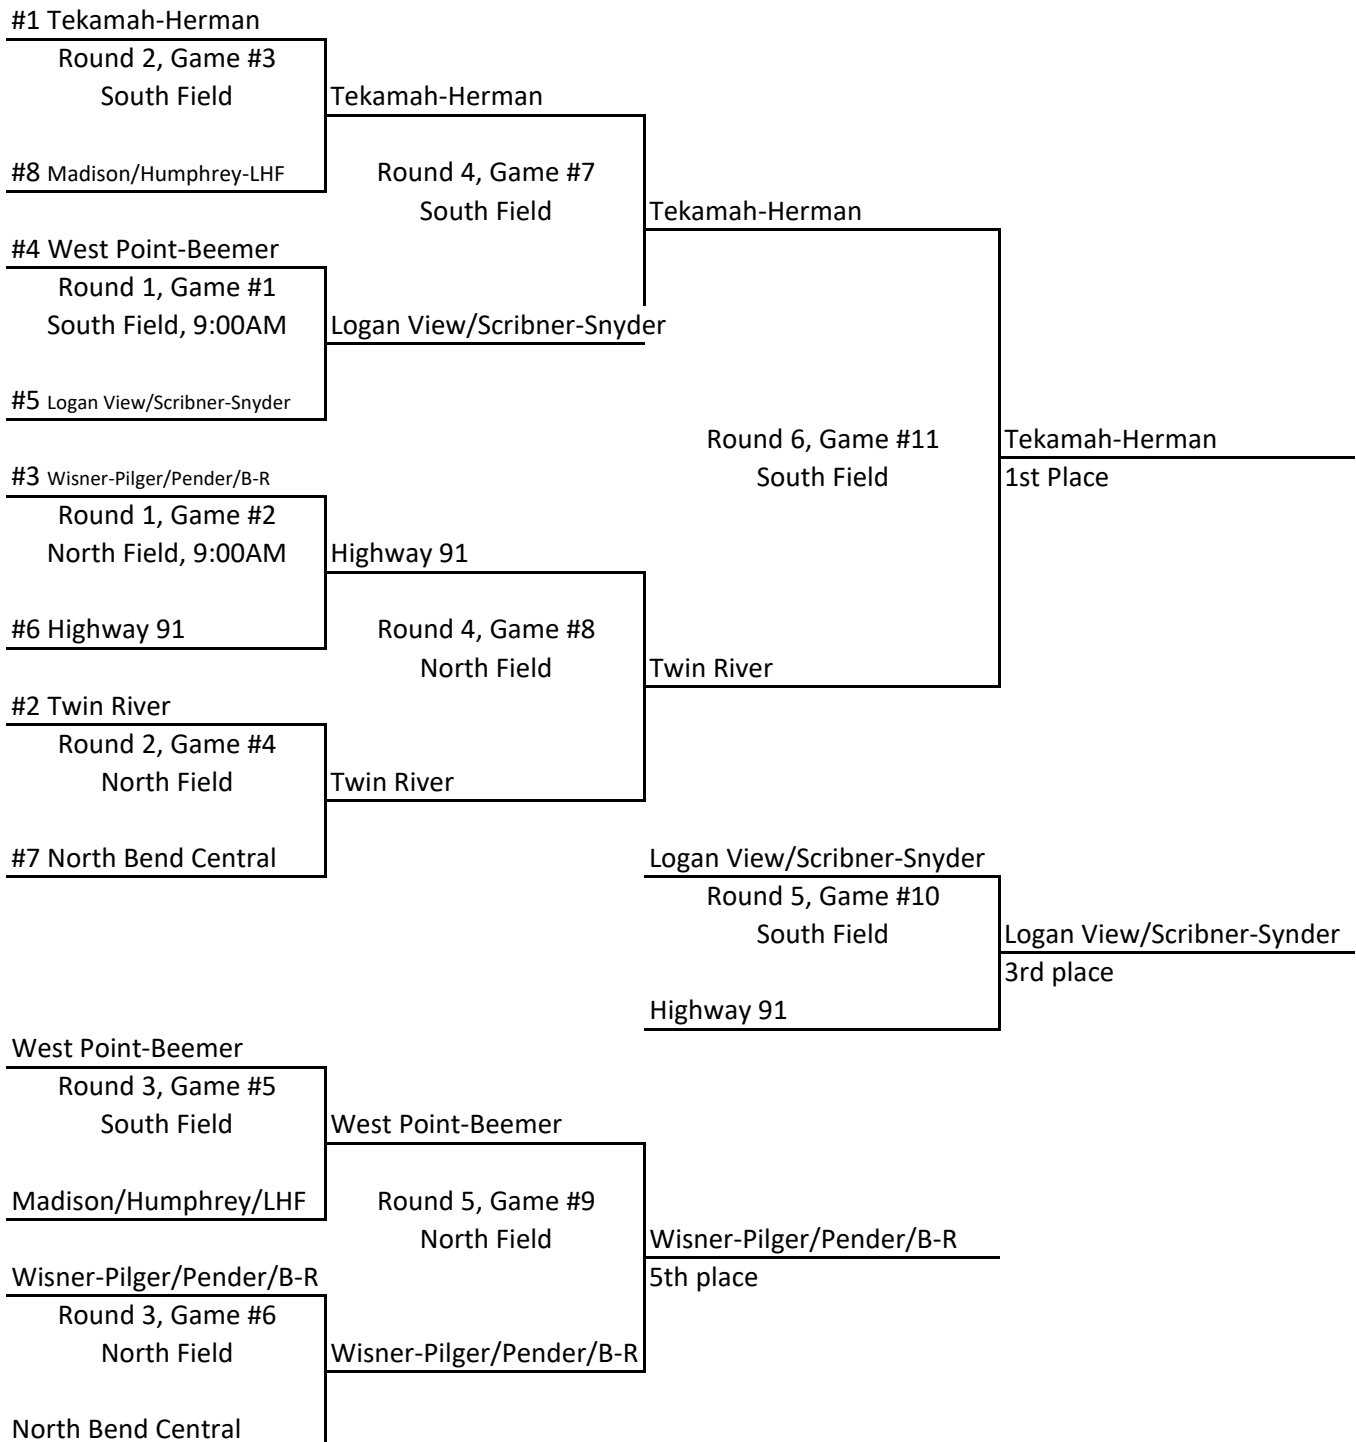 #1 Tekamah-Herman
Round 2, Game #3
South Field
Tekamah-Herman
#8 Madison/Humphrey-LHF
Round 4, Game #7
South Field
Tekamah-Herman
#4 West Point-Beemer
Round 1, Game #1
South Field, 9:00AM
Logan View/Scribner-Snyder
#5 Logan View/Scribner-Snyder
Round 6, Game #11
South Field
Tekamah-Herman
1st Place
#3 Wisner-Pilger/Pender/B-R
Round 1, Game #2
North Field, 9:00AM
Highway 91
#6 Highway 91
Round 4, Game #8
North Field
Twin River
#2 Twin River
Round 2, Game #4
North Field
Twin River
#7 North Bend Central
Logan View/Scribner-Snyder
Round 5, Game #10
South Field
Logan View/Scribner-Synder
3rd place
Highway 91
West Point-Beemer
Round 3, Game #5
South Field
West Point-Beemer
Madison/Humphrey/LHF
Round 5, Game #9
North Field
Wisner-Pilger/Pender/B-R
5th place
Wisner-Pilger/Pender/B-R
Round 3, Game #6
North Field
Wisner-Pilger/Pender/B-R
North Bend Central